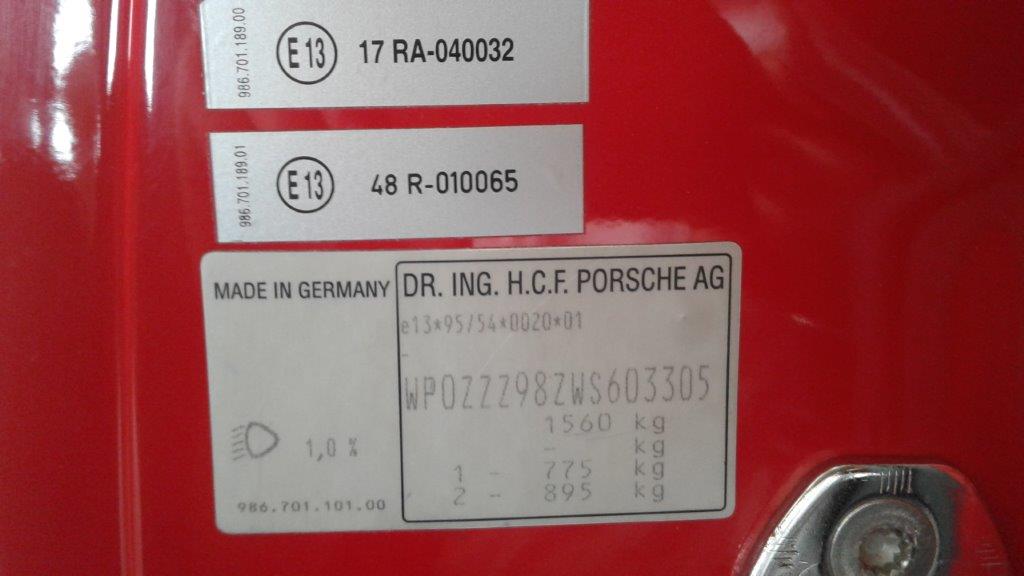 986.701.189.00
E 13
17 RA-040032
986.701.189.01
E 13
48 R-010065
MADE IN GERMANY
DR. ING. H.C.F. PORSCHE AG
e13*95/54*0020*01
-
WP0ZZZ98ZWS603305
1560 kg
- kg
1 - 775 kg
2 - 895 kg
1,0 %
986.701.101.00